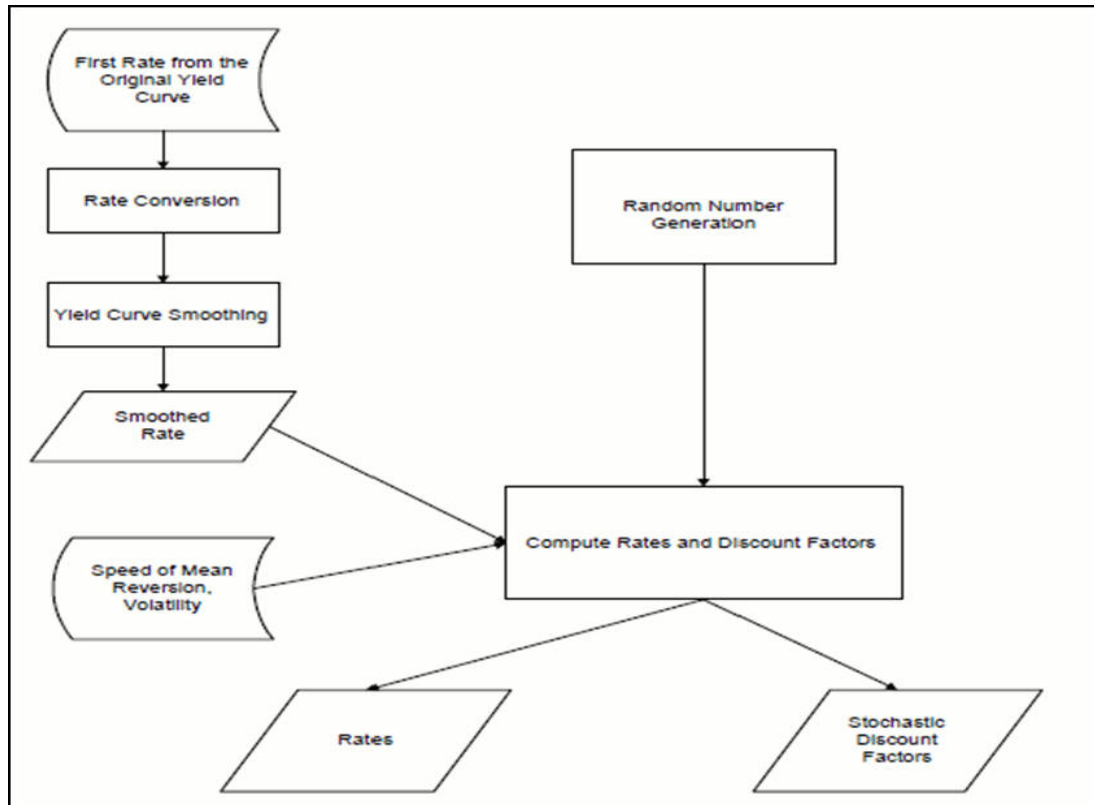 First Rate from the
Original Yield
Curve
Rate Conversion
Random Number
Generation
Yield Curve Smoothing
Smoothed
Rate
Compute Rates and Discount Factors
Speed of Mean
Reversion,
Volatility
Rates
Stochastic
Discount
Factors